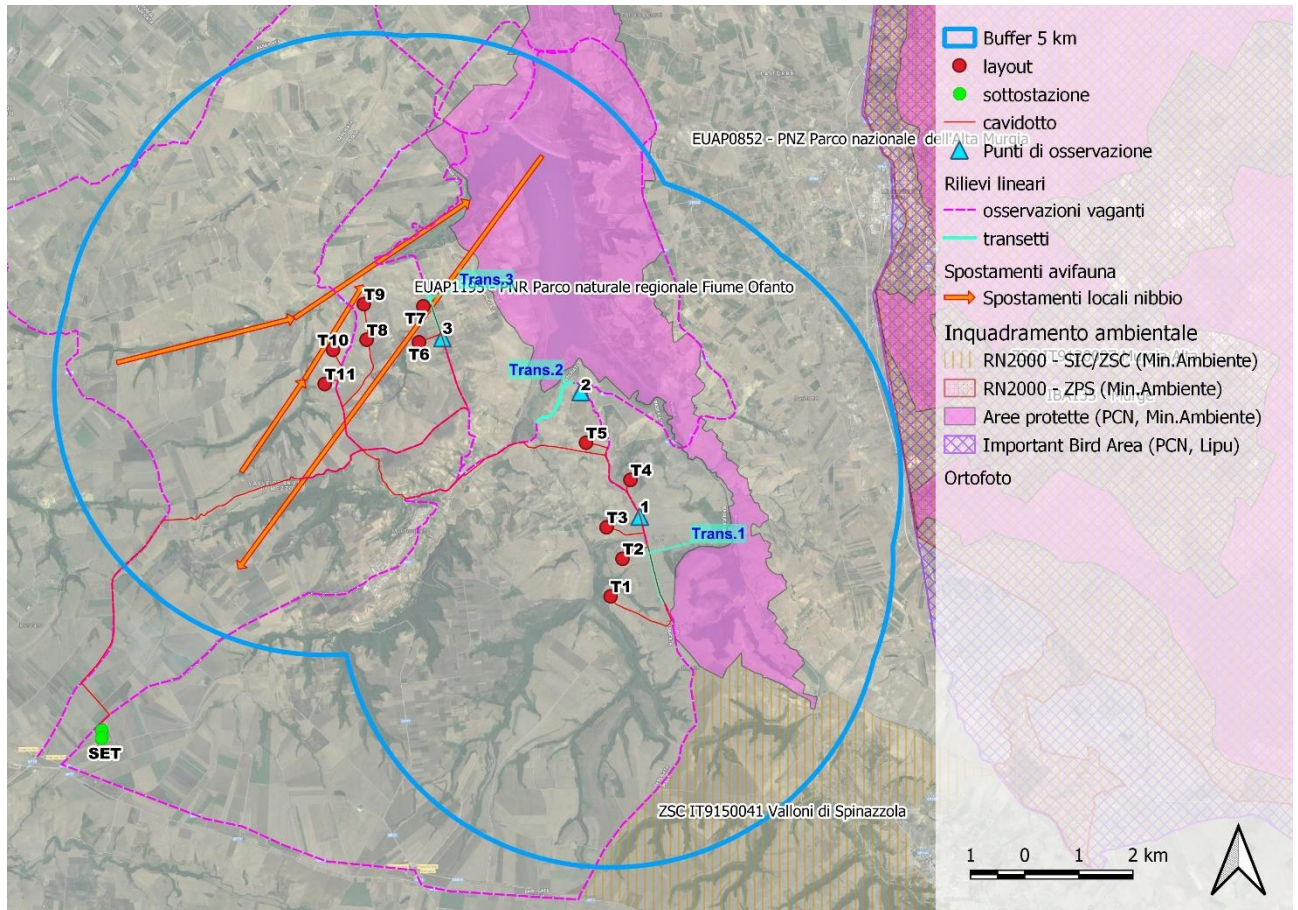 EUAP0852 - PNZ Parco nazionale dell'Alta Murgia
Trans.3
EUAP1195 - PNR Parco naturale regionale Fiume Ofanto
T9
T7
T8
3
T10
T6
T11
Trans.2
2
T5
T4
1
T3
Trans.1
T2
T1
SET
ZSC IT9150041 Valloni di Spinazzola
Buffer 5 km
layout
sottostazione
cavidotto
Punti di osservazione
Rilievi lineari
osservazioni vaganti
transetti
Spostamenti avifauna
Spostamenti locali nibbio
Inquadramento ambientale
RN2000 - SIC/ZSC (Min.Ambiente)
RN2000 - ZPS (Min.Ambiente)
Aree protette (PCN, Min.Ambiente)
Important Bird Area (PCN, Lipu)
Ortofoto
1 0 1 2 km